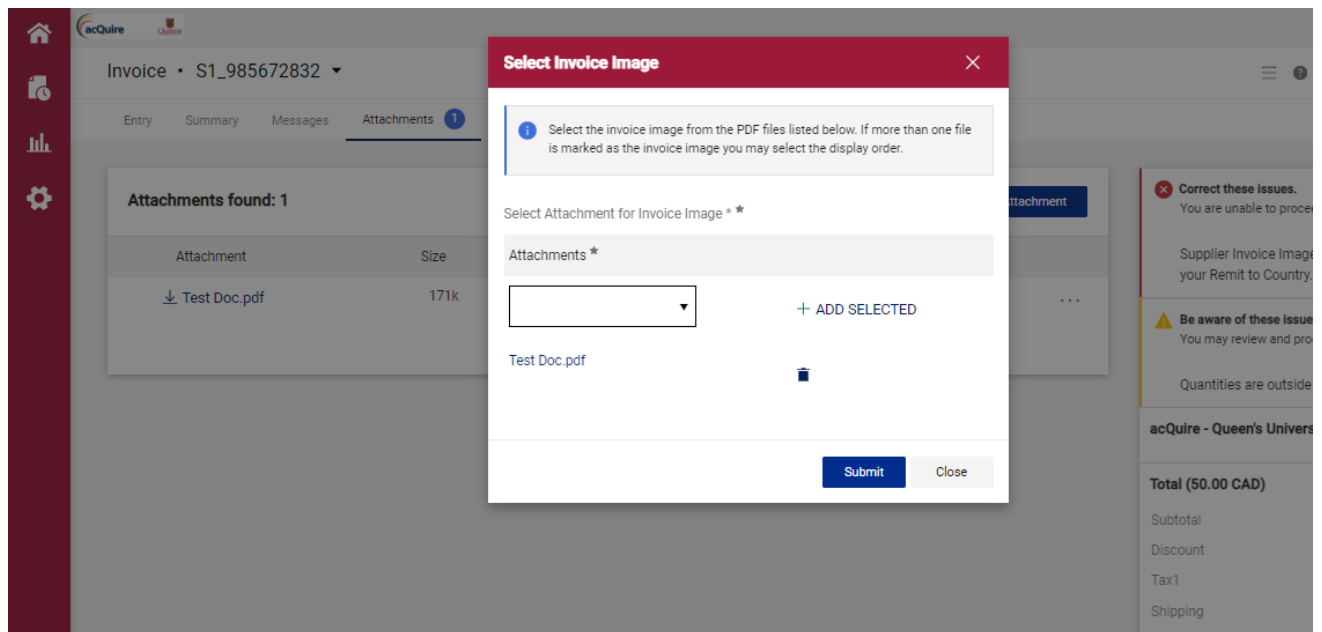 acQuire
Queen's
Invoice • S1_985672832
Entry Summary Messages Attachments 1
Attachments found: 1
Attachment Size
Test Doc.pdf 171k
...
Select Invoice Image
Select the invoice image from the PDF files listed below. If more than one file
is marked as the invoice image you may select the display order.
Select Attachment for Invoice Image * ★
Attachments ★
+ ADD SELECTED
Test Doc.pdf
Submit Close
ttachment
Correct these issues.
You are unable to procee
Supplier Invoice Image
your Remit to Country.
Be aware of these issue
You may review and pro
Quantities are outside
acQuire - Queen's Univers
Total (50.00 CAD)
Subtotal
Discount
Tax1
Shipping